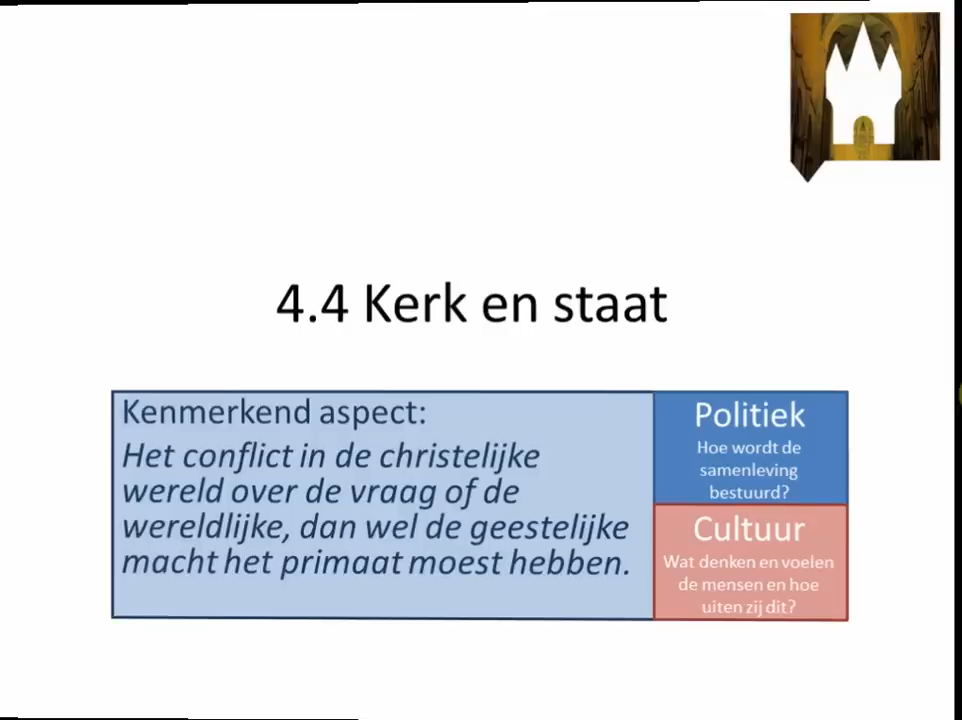 4.4 Kerk en staat
Kenmerkend aspect:
Het conflict in de christelijke
wereld over de vraag of de
wereldlijke, dan wel de geestelijke
macht het primaat moest hebben.
Politiek
Hoe wordt de
samenleving
bestuurd?
Cultuur
Wat denken en voelen
de mensen en hoe
uiten zij dit?